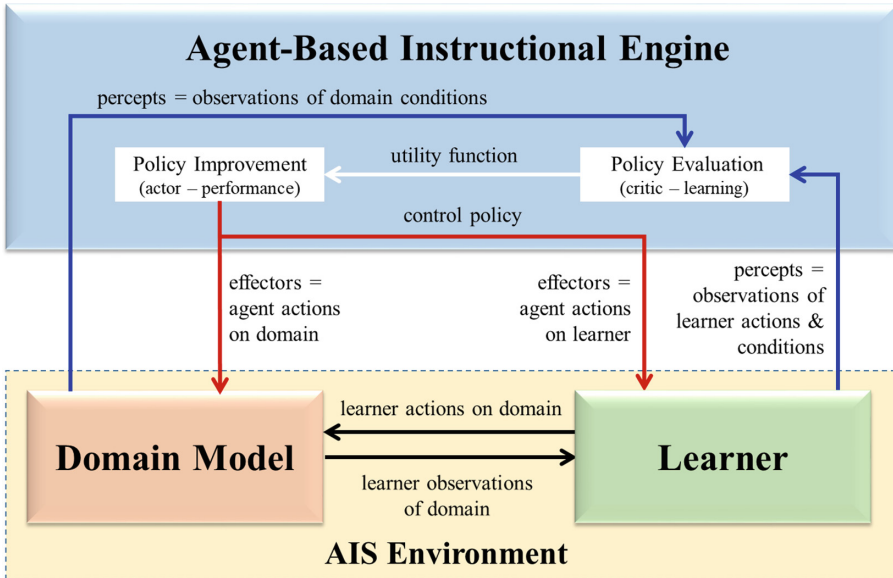 Agent-Based Instructional Engine
percepts = observations of domain conditions
Policy Improvement
(actor – performance)
utility function
Policy Evaluation
(critic – learning)
control policy
effectors =
agent actions
on domain
effectors =
agent actions
on learner
percepts =
observations of
learner actions &
conditions
learner actions on domain
Domain Model
Learner
learner observations
of domain
AIS Environment